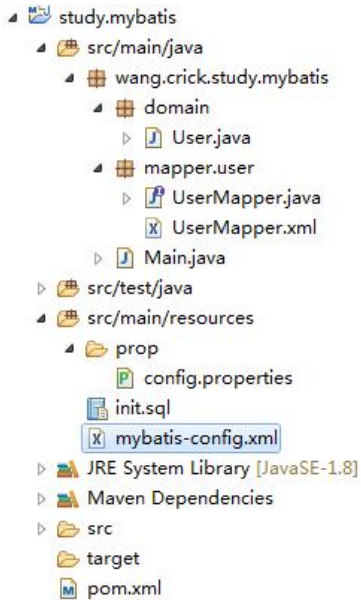 study.mybatis
src/main/java
wang.crick.study.mybatis
domain
User.java
mapper.user
UserMapper.java
UserMapper.xml
Main.java
src/test/java
src/main/resources
prop
config.properties
init.sql
mybatis-config.xml
JRE System Library [JavaSE-1.8]
Maven Dependencies
src
target
pom.xml